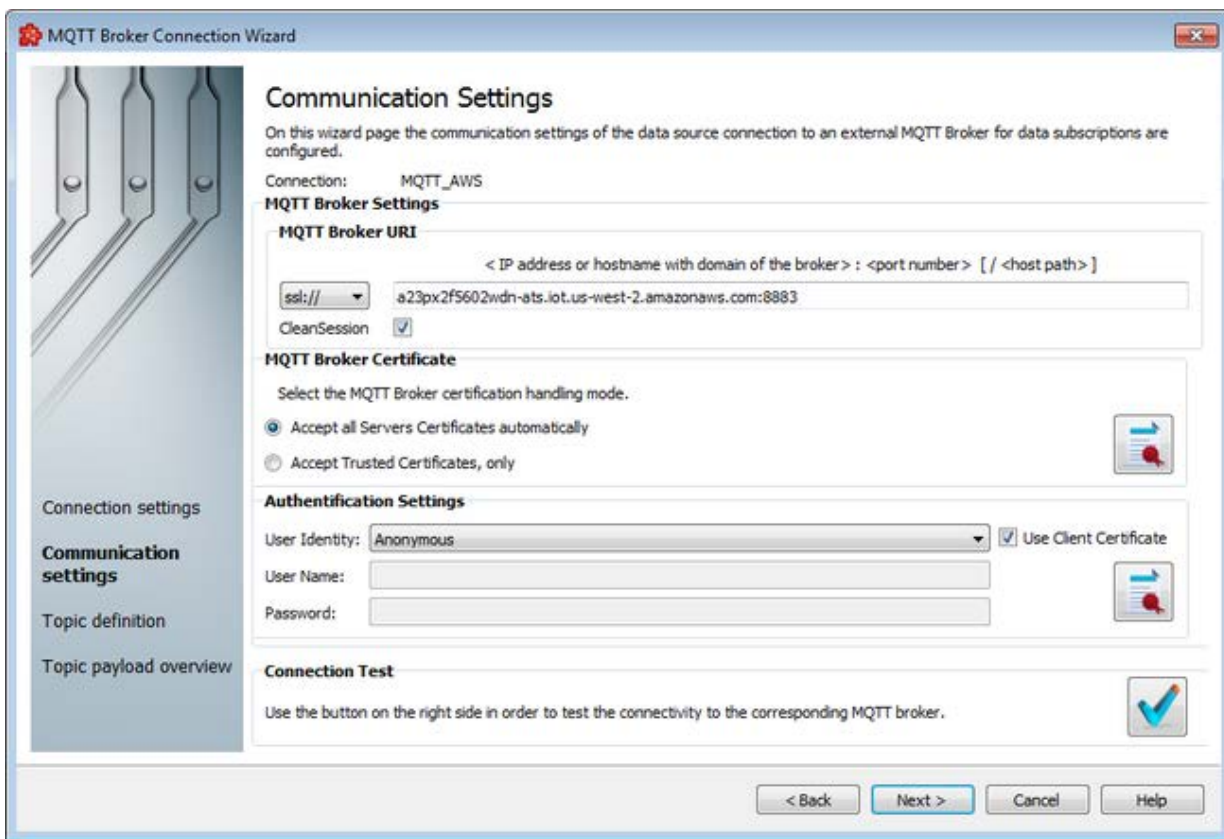 MQTT Broker Connection Wizard
Communication Settings
On this wizard page the communication settings of the data source connection to an external MQTT Broker for data subscriptions are
configured.
Connection: MQTT_AWS
MQTT Broker Settings
MQTT Broker URI
< IP address or hostname with domain of the broker> : <port number> [ / <host path> ]
ssl:// a23px2f5602wdn-ats.iot.us-west-2.amazonaws.com:8883
CleanSession
MQTT Broker Certificate
Select the MQTT Broker certification handling mode.
Accept all Servers Certificates automatically
Accept Trusted Certificates, only
Authentification Settings
User Identity: Anonymous Use Client Certificate
User Name:
Password:
Connection Test
Use the button on the right side in order to test the connectivity to the corresponding MQTT broker.
Connection settings
Communication
settings
Topic definition
Topic payload overview
< Back Next > Cancel Help